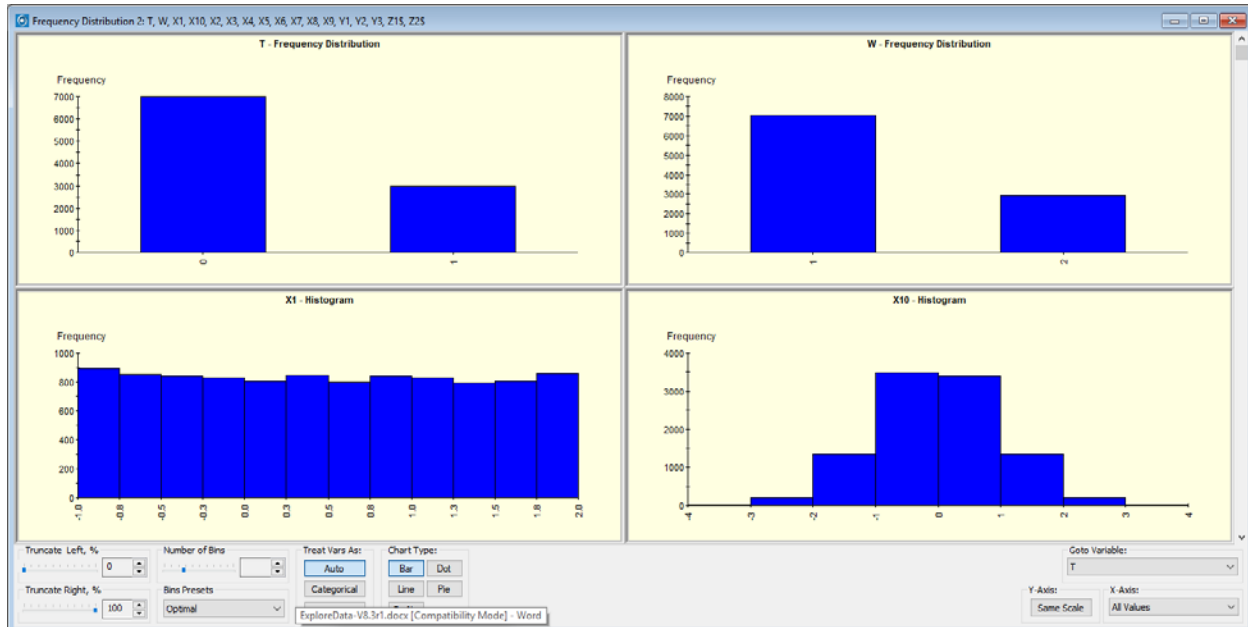 Frequency Distribution 2: T, W, X1, X10, X2, X3, X4, X5, X6, X7, X8, X9, Y1, Y2, Y3, Z1$, Z2$
T - Frequency Distribution
Frequency
7000
6000
5000
4000
3000
2000
1000
0
0 1
W - Frequency Distribution
Frequency
8000
7000
6000
5000
4000
3000
2000
1000
0
1 2
X1 - Histogram
Frequency
1000
800
600
400
200
0
-1.0 -0.8 -0.5 -0.3 0.0 0.3 0.5 0.8 1.0 1.3 1.5 1.8 2.0
X10 - Histogram
Frequency
4000
3000
2000
1000
0
-4 -3 -2 -1 0 1 2 3 4
Truncate Left, %
0
Truncate Right, %
100
Number of Bins
Bins Presets
Optimal
Treat Vars As:
Auto
Categorical
Chart Type:
Bar Dot
Line Pie
ExploreData-V8.3r1.docx [Compatibility Mode] - Word
Goto Variable:
T
Y-Axis:
Same Scale
X-Axis:
All Values